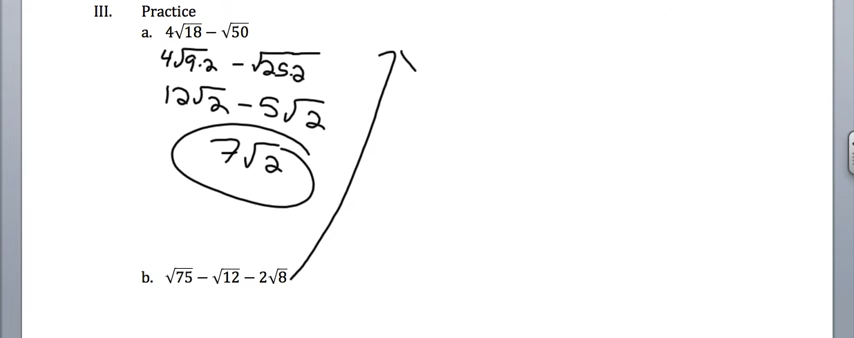 III. Practice
a. 4√18 − √50
4√9·2 − √25·2
12√2 − 5√2
7√2
b. √75 − √12 − 2√8